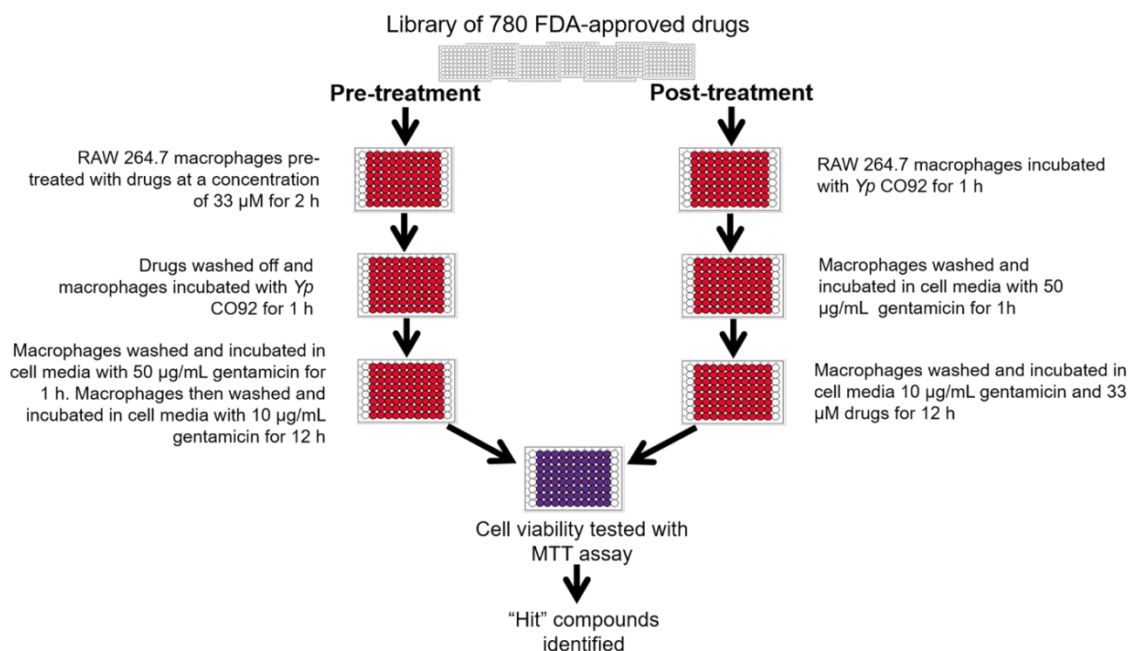 Library of 780 FDA-approved drugs
Pre-treatment
Post-treatment
RAW 264.7 macrophages pre-
treated with drugs at a concentration
of 33 µM for 2 h
RAW 264.7 macrophages incubated
with Yp CO92 for 1 h
Drugs washed off and
macrophages incubated with Yp
CO92 for 1 h
Macrophages washed and
incubated in cell media with 50
µg/mL gentamicin for 1h
Macrophages washed and incubated in
cell media with 50 µg/mL gentamicin for
1 h. Macrophages then washed and
incubated in cell media with 10 µg/mL
gentamicin for 12 h
Macrophages washed and incubated in
cell media 10 µg/mL gentamicin and 33
µM drugs for 12 h
Cell viability tested with
MTT assay
“Hit” compounds
identified